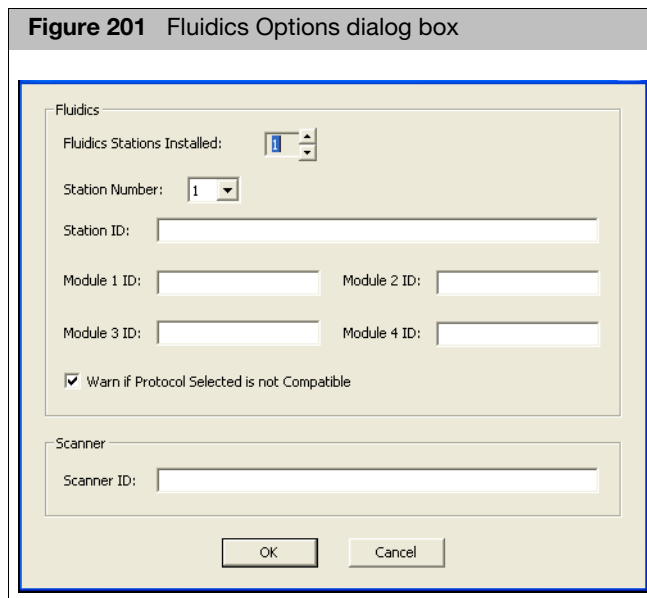 Figure 201 Fluidics Options dialog box
Fluidics
Fluidics Stations Installed: 1
Station Number: 1
Station ID:
Module 1 ID: Module 2 ID:
Module 3 ID: Module 4 ID:
Warn if Protocol Selected is not Compatible
Scanner
Scanner ID:
OK Cancel